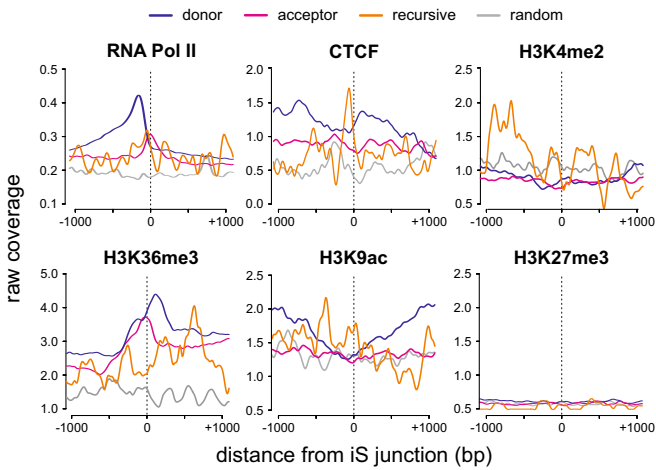 donor acceptor recursive random
RNA Pol II CTCF H3K4me2
0.5 0.4 0.3 0.2 0.1
-1000 0 +1000
2.0 1.5 1.0 0.5 0.0
-1000 0 +1000
2.5 2.0 1.5 1.0 0.5
-1000 0 +1000
raw coverage
H3K36me3 H3K9ac H3K27me3
5.0 4.0 3.0 2.0 1.0
-1000 0 +1000
2.5 2.0 1.5 1.0 0.5
-1000 0 +1000
2.5 2.0 1.5 1.0 0.5
-1000 0 +1000
distance from iS junction (bp)